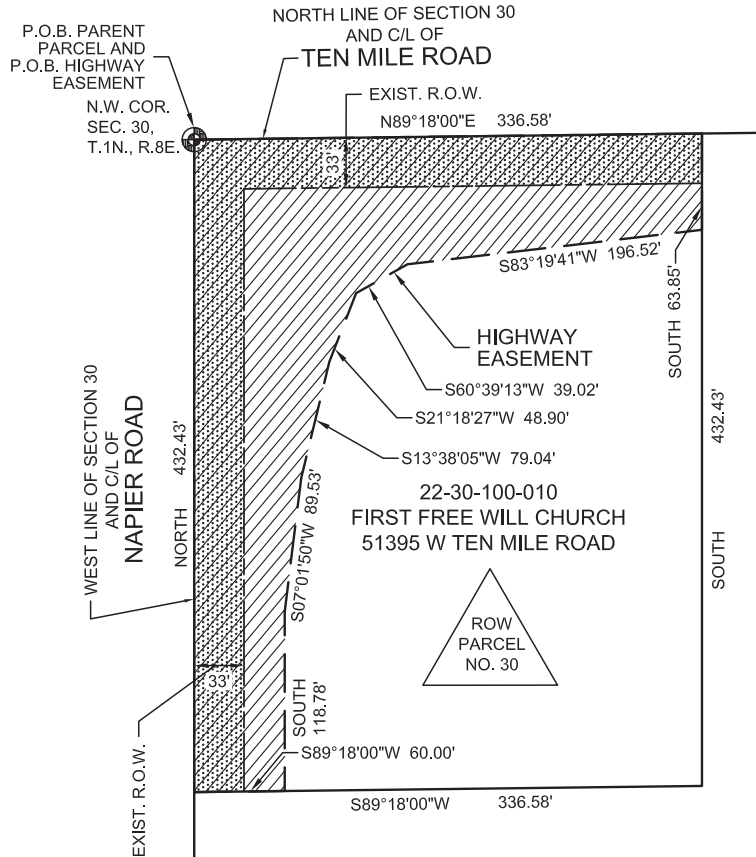 NORTH LINE OF SECTION 30
AND C/L OF
TEN MILE ROAD
P.O.B. PARENT
PARCEL AND
P.O.B. HIGHWAY
EASEMENT
N.W. COR.
SEC. 30,
T.1N., R.8E.
EXIST. R.O.W.
N89°18'00"E 336.58'
33'
S83°19'41"W 196.52'
SOUTH 63.85'
HIGHWAY
EASEMENT
S60°39'13"W 39.02'
S21°18'27"W 48.90'
S13°38'05"W 79.04'
WEST LINE OF SECTION 30
AND C/L OF
NAPIER ROAD
NORTH 432.43'
S07°01'50"W 89.53'
22-30-100-010
FIRST FREE WILL CHURCH
51395 W TEN MILE ROAD
SOUTH 432.43'
ROW
PARCEL
NO. 30
33'
SOUTH
118.78'
S89°18'00"W 60.00'
EXIST. R.O.W.
S89°18'00"W 336.58'